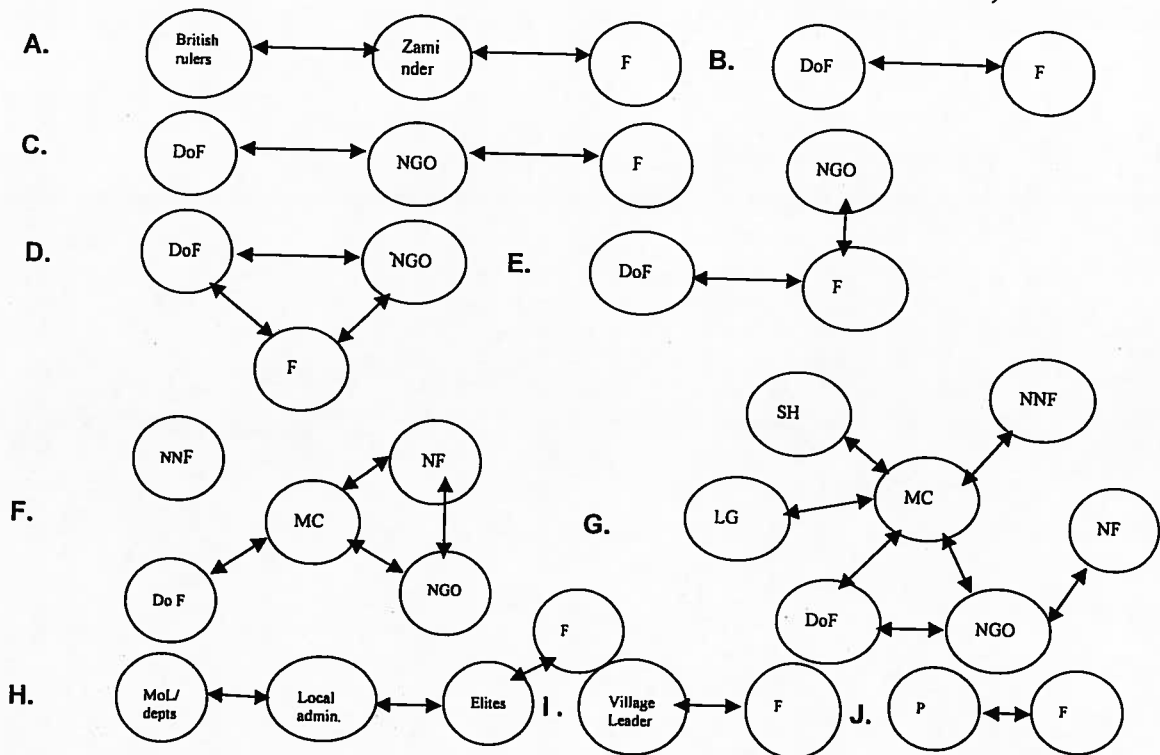 A.
British
rulers
Zami
nder
F
B.
DoF
F
C.
DoF
NGO
F
NGO
D.
DoF
NGO
F
E.
DoF
F
F.
NNF
NF
MC
DoF
NGO
G.
SH
NNF
MC
LG
NF
DoF
NGO
H.
MoL/
depts
Local
admin.
Elites
F
I.
Village
Leader
F
J.
P
F